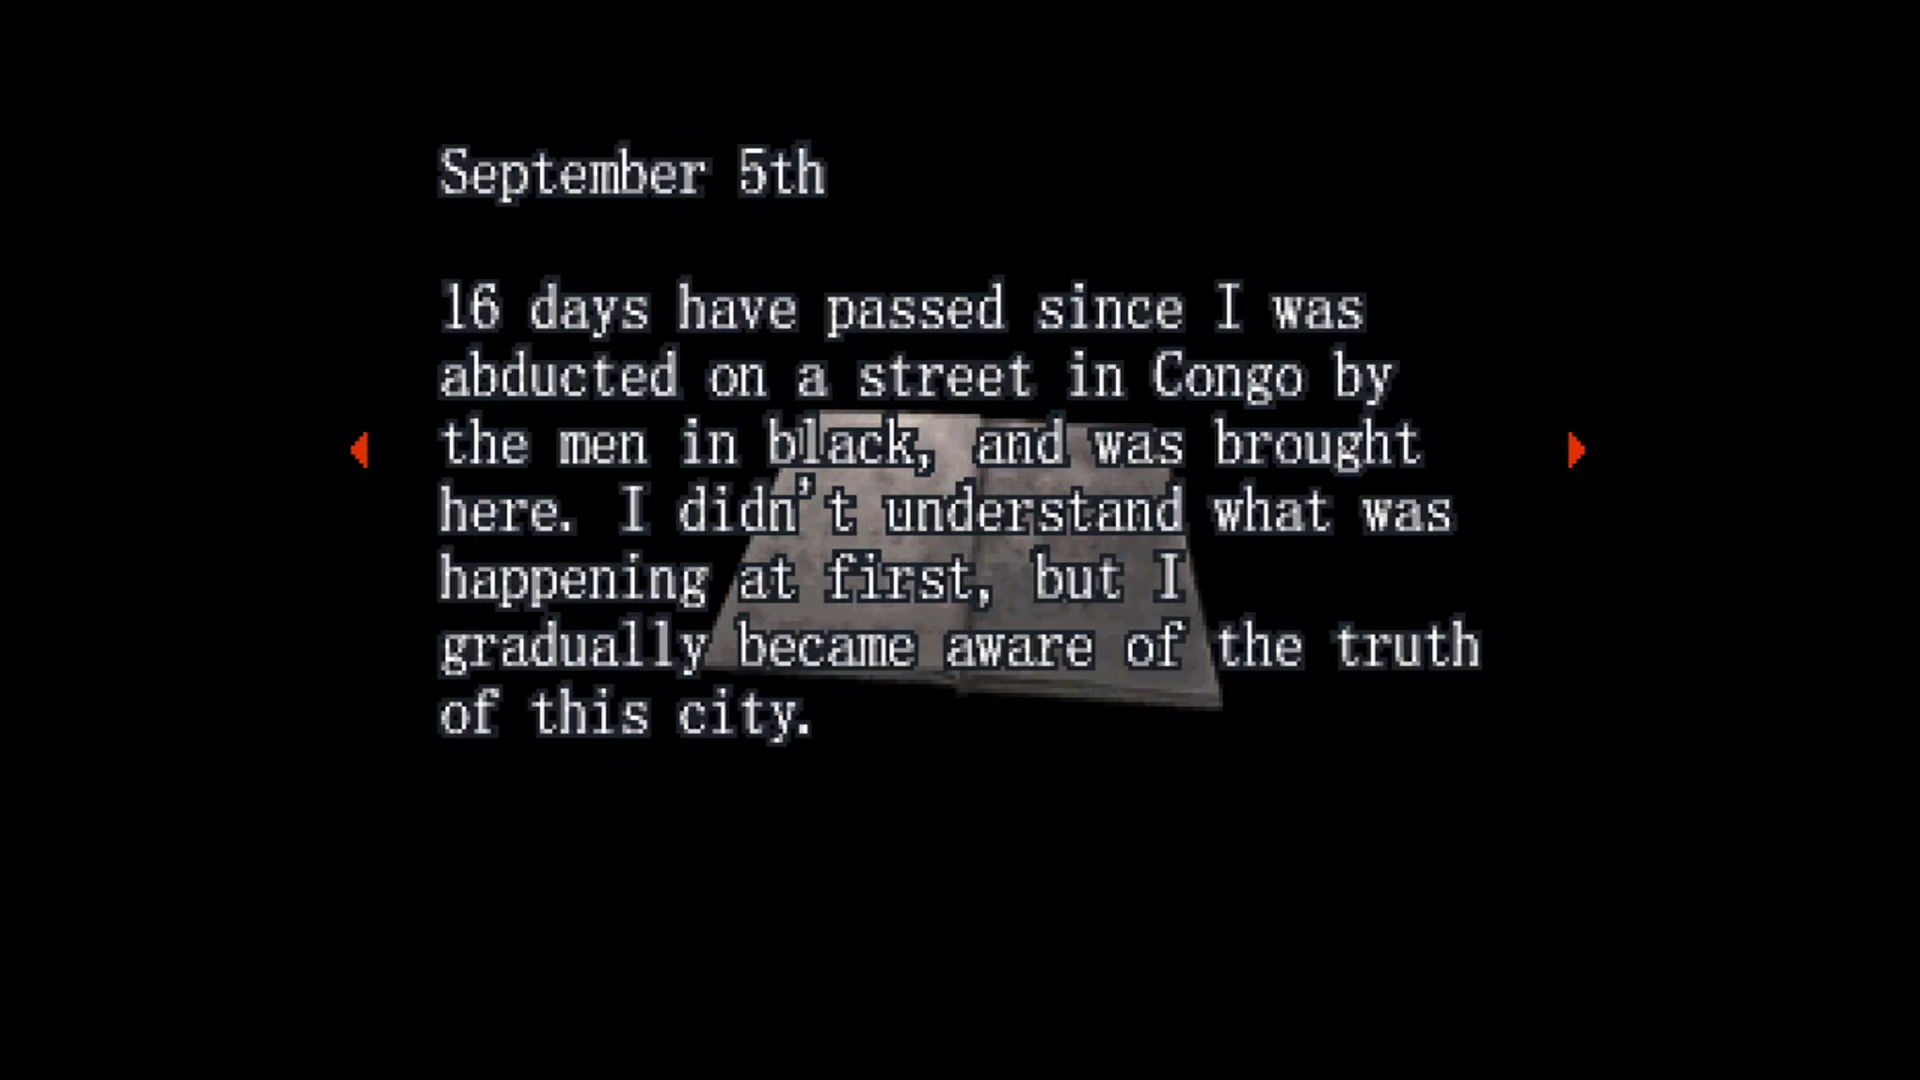 September 5th
16 days have passed since I was
abducted on a street in Congo by
the men in black, and was brought
here. I didn't understand what was
happening at first, but I
gradually became aware of the truth
of this city.